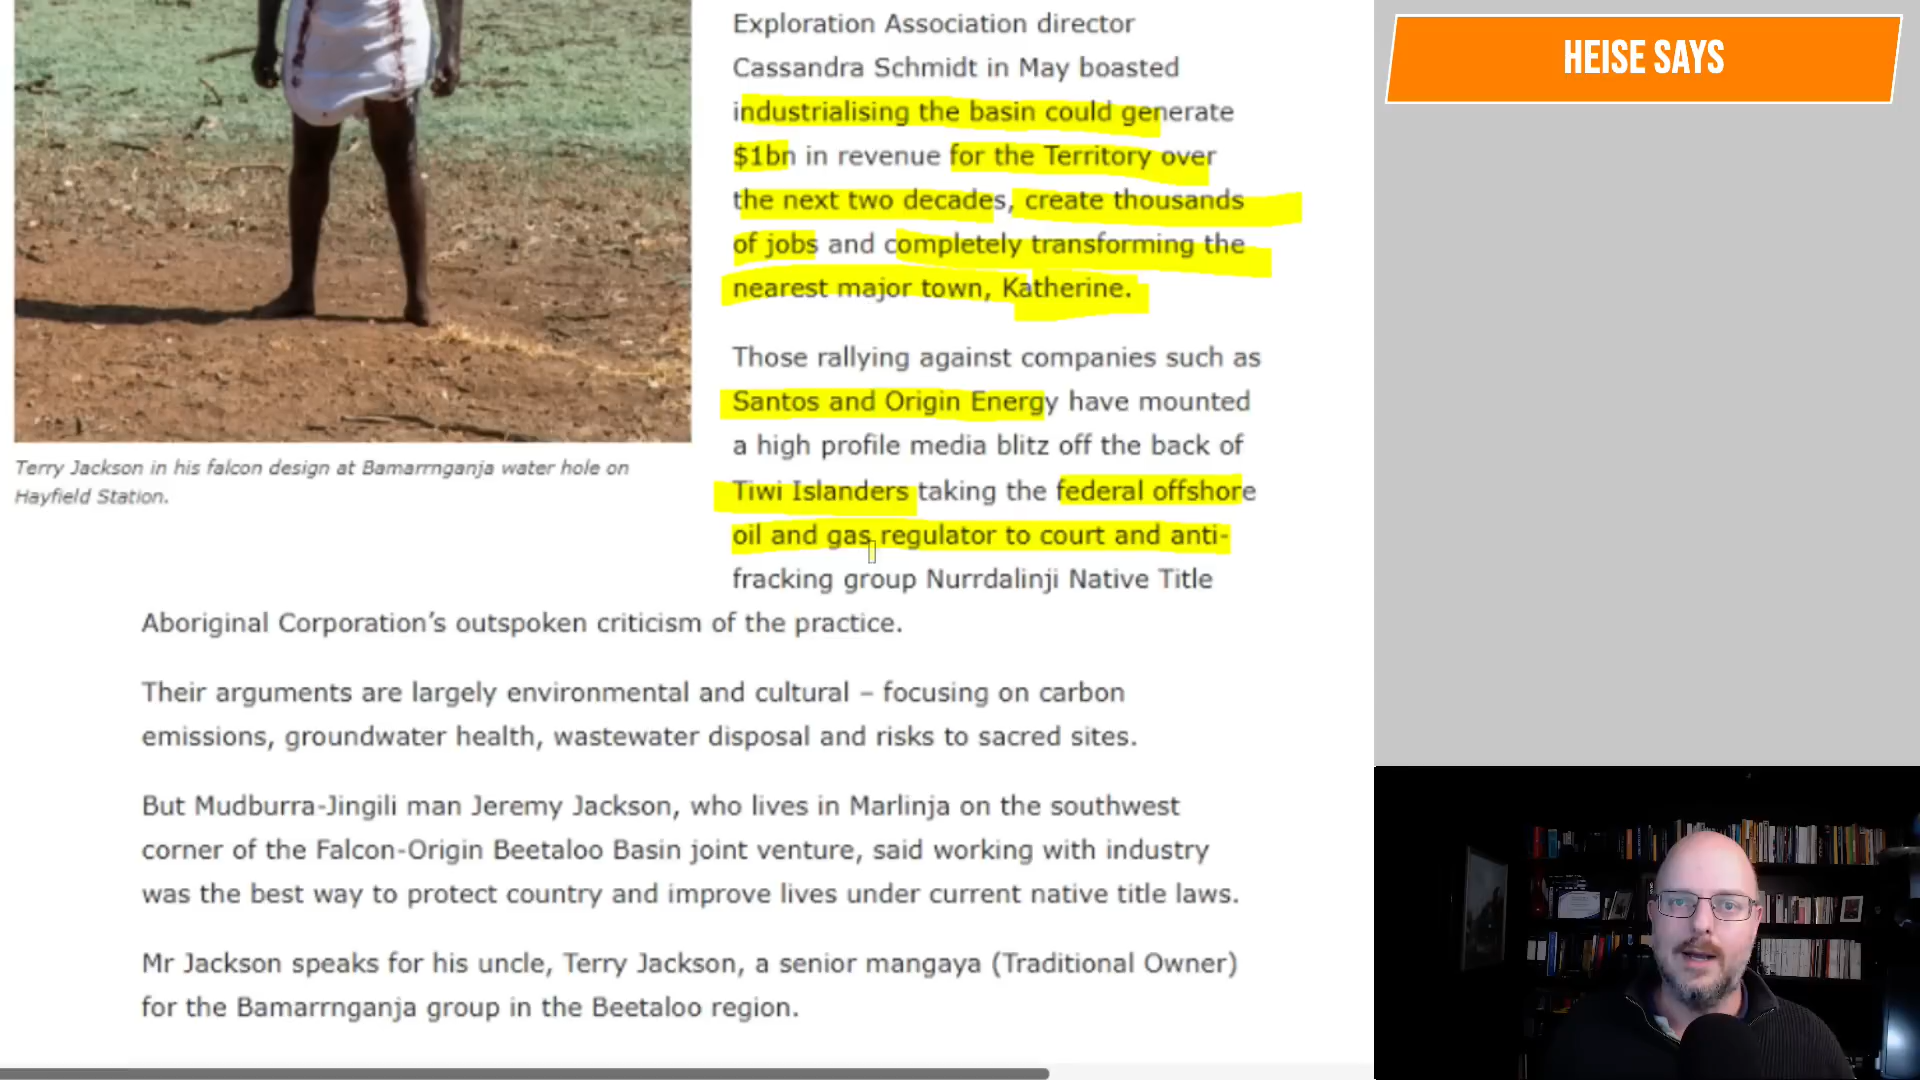 HEISE SAYS
Exploration Association director
Cassandra Schmidt in May boasted
industrialising the basin could generate
$1bn in revenue for the Territory over
the next two decades, create thousands
of jobs and completely transforming the
nearest major town, Katherine.
Those rallying against companies such as
Santos and Origin Energy have mounted
a high profile media blitz off the back of
Tiwi Islanders taking the federal offshore
oil and gas regulator to court and anti-
fracking group Nurrdalinji Native Title
Aboriginal Corporation’s outspoken criticism of the practice.
Terry Jackson in his falcon design at Bamarrnganja water hole on
Hayfield Station.
Their arguments are largely environmental and cultural – focusing on carbon
emissions, groundwater health, wastewater disposal and risks to sacred sites.
But Mudburra-Jingili man Jeremy Jackson, who lives in Marlinja on the southwest
corner of the Falcon-Origin Beetaloo Basin joint venture, said working with industry
was the best way to protect country and improve lives under current native title laws.
Mr Jackson speaks for his uncle, Terry Jackson, a senior mangaya (Traditional Owner)
for the Bamarrnganja group in the Beetaloo region.